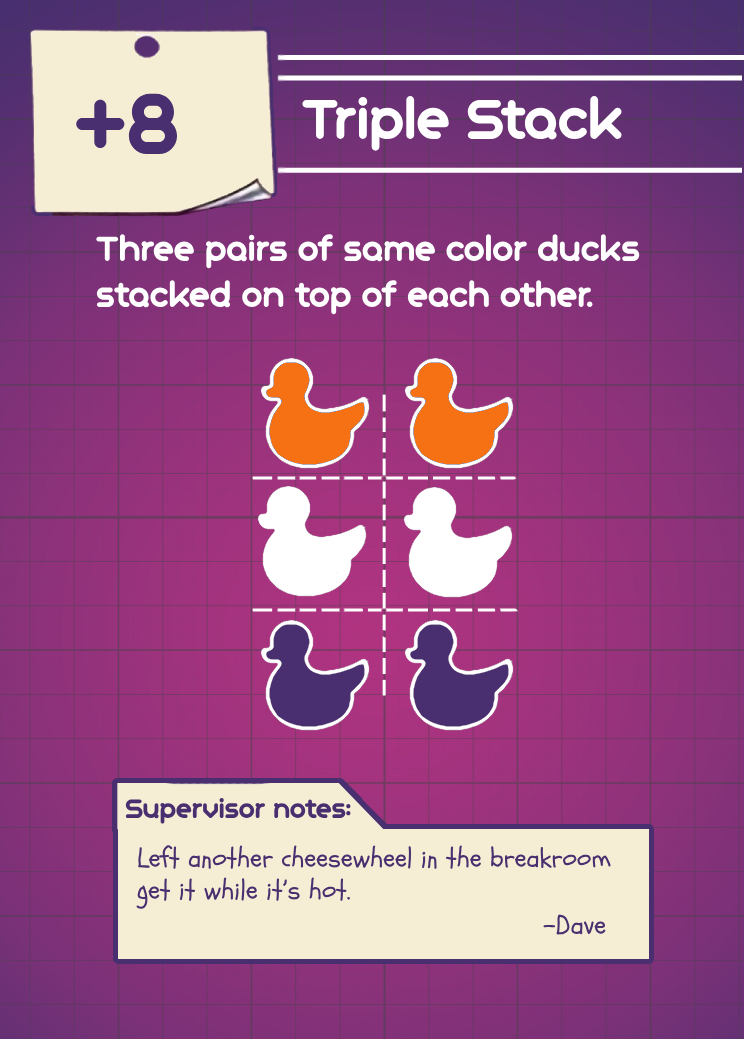 +8
Triple Stack
Three pairs of same color ducks
stacked on top of each other.
Supervisor notes:
Left another cheesewheel in the breakroom
get it while it's hot.
–Dave